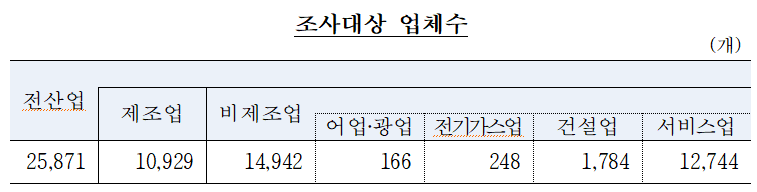 조사대상 업체수
(개)
전산업
제조업 비제조업
어업·광업 전기가스업 건설업 서비스업
25,871 10,929 14,942 166 248 1,784 12,744